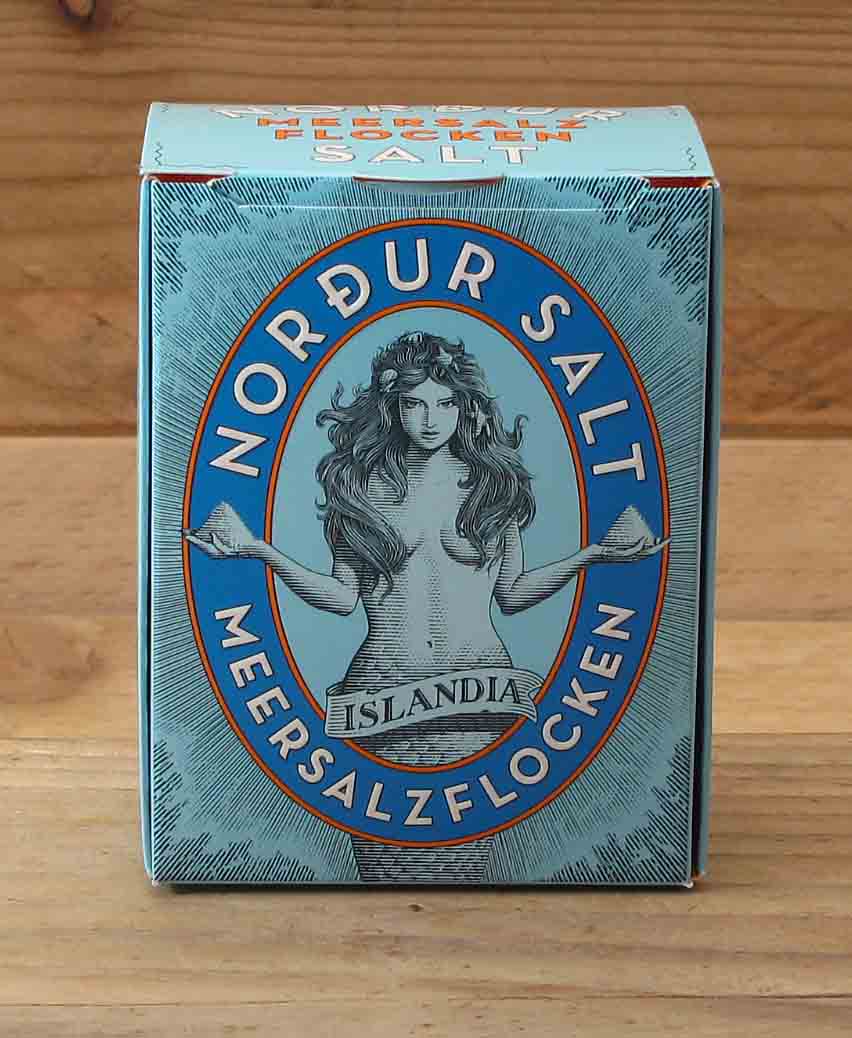 NORÐUR
MEERSALZ
FLOCKEN
SALT
NORÐUR SALT
ISLANDIA
MEERSALZFLOCKEN